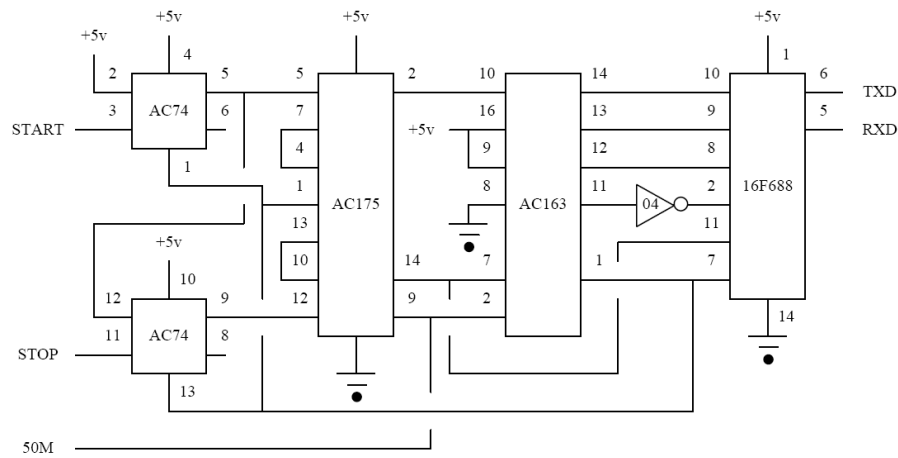 +5v +5v +5v
+5v
4 1
2 5 5 2 10 14 10 6
TXD
3 AC74 6 7 16 13 9 5
START +5v RXD
4 9 12 8
1
1 AC175 8 AC163 11 04 2 16F688
13 11
+5v
10 10 14 7 1 7
12 9 12 9 2
11 AC74 8 14
STOP
13
50M